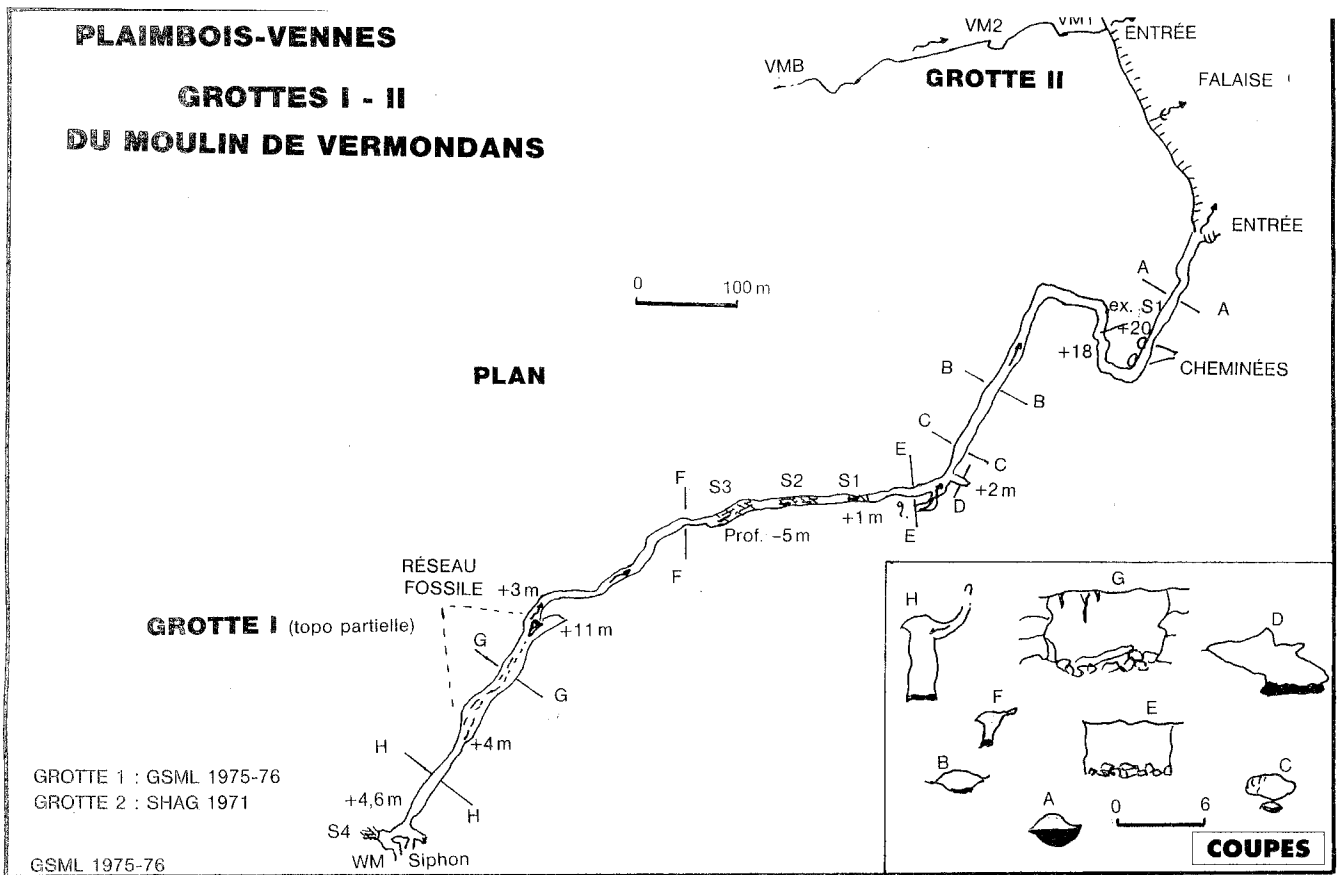 PLAIMBOIS-VENNES
GROTTES I - II
DU MOULIN DE VERMONDANS
VMB
VM2
VM1
ENTRÉE
GROTTE II
FALAISE
ENTRÉE
0 100 m
A
A
ex. S1
+20
+18
CHEMINÉES
PLAN
B
B
C
C
E
E
D
+2 m
F
F
S3
S2
S1
+1 m
?
Prof. -5 m
RÉSEAU
FOSSILE
+3 m
GROTTE I (topo partielle)
+11 m
G
G
+4 m
H
H
+4,6 m
S4
WM
Siphon
GROTTE 1 : GSML 1975-76
GROTTE 2 : SHAG 1971
GSML 1975-76
H
?
G
D
F
E
B
A
C
0 6
COUPES